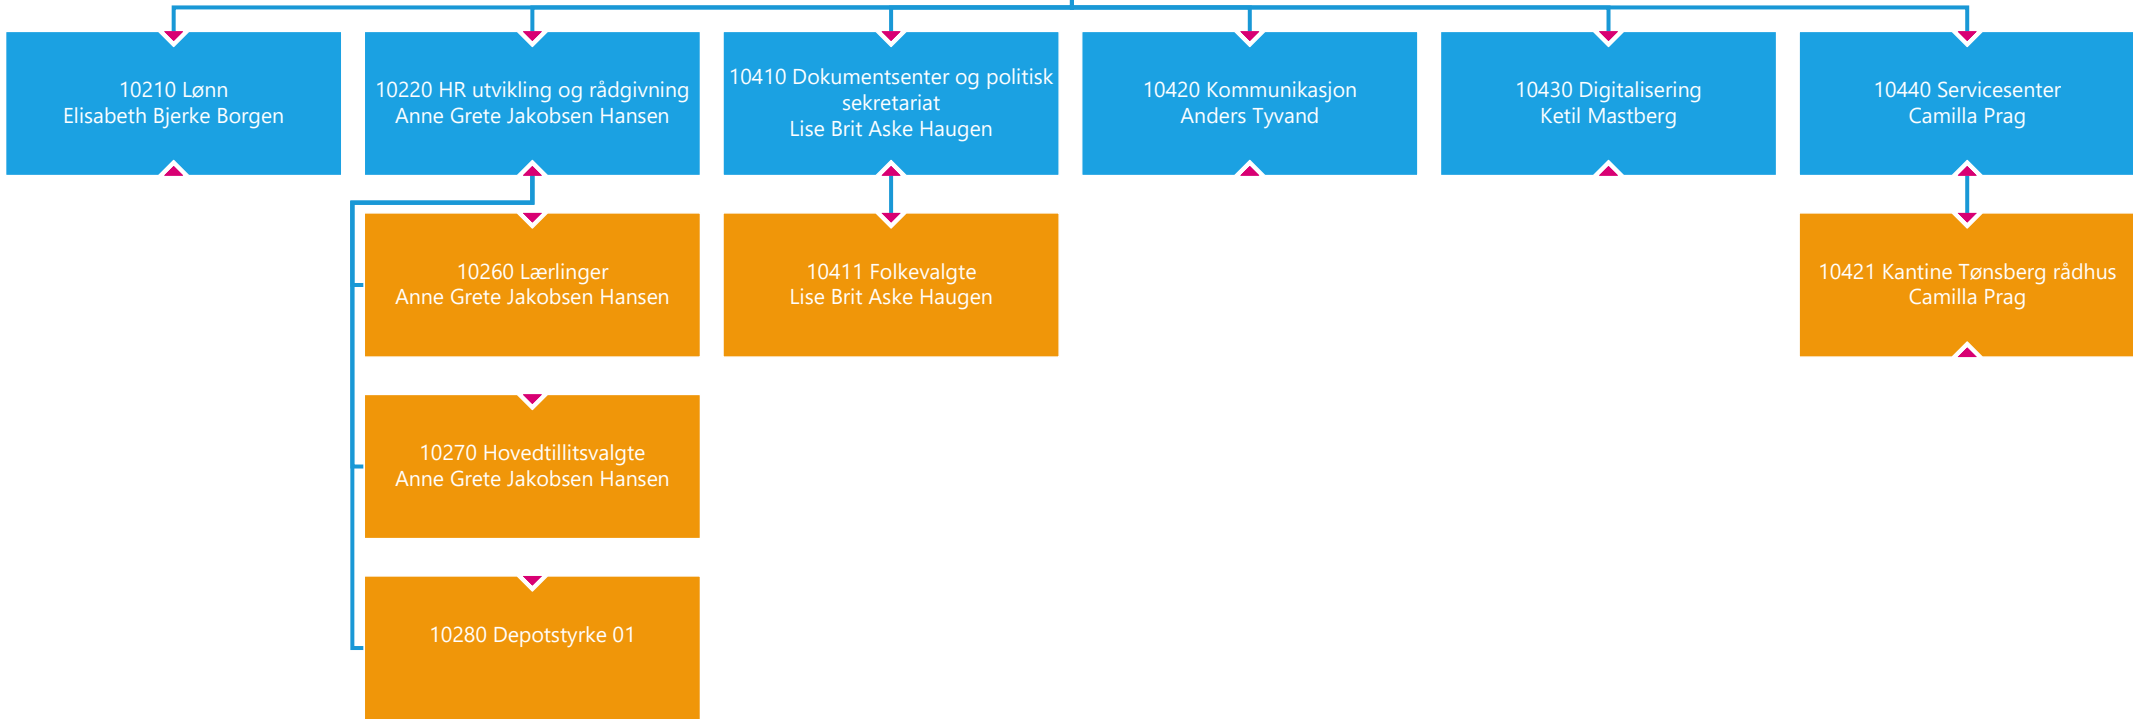 10210 Lønn
Elisabeth Bjerke Borgen
10220 HR utvikling og rådgivning
Anne Grete Jakobsen Hansen
10410 Dokumentsenter og politisk
sekretariat
Lise Brit Aske Haugen
10420 Kommunikasjon
Anders Tyvand
10430 Digitalisering
Ketil Mastberg
10440 Servicesenter
Camilla Prag
10260 Lærlinger
Anne Grete Jakobsen Hansen
10411 Folkevalgte
Lise Brit Aske Haugen
10421 Kantine Tønsberg rådhus
Camilla Prag
10270 Hovedtillitsvalgte
Anne Grete Jakobsen Hansen
10280 Depotstyrke 01